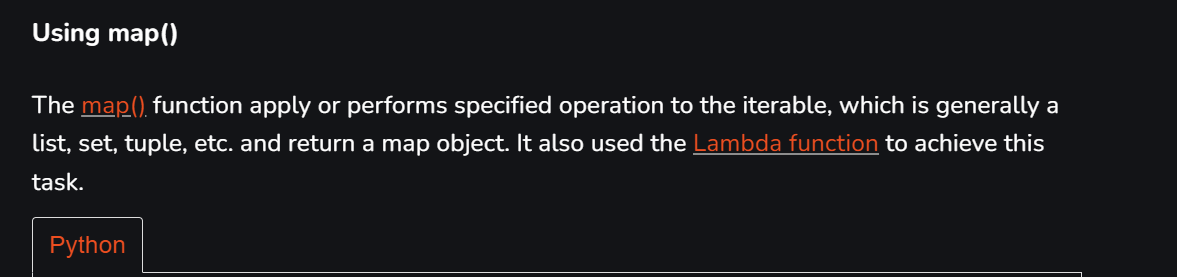 Using map()
The map() function apply or performs specified operation to the iterable, which is generally a
list, set, tuple, etc. and return a map object. It also used the Lambda function to achieve this
task.
Python